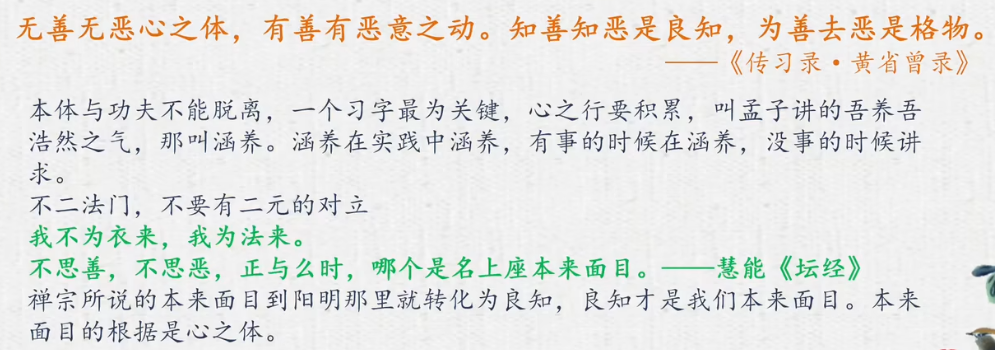 无善无恶心之体，有善有恶意之动。知善知恶是良知，为善去恶是格物。
——《传习录·黄省曾录》
本体与功夫不能脱离，一个习字最为关键，心之行要积累，叫孟子讲的吾养吾
浩然之气，那叫涵养。涵养在实践中涵养，有事的时候在涵养，没事的时候讲
求。
不二法门，不要有二元的对立
我不为衣来，我为法来。
不思善，不思恶，正与么时，哪个是名上座本来面目。——慧能《坛经》
禅宗所说的本来面目到阳明那里就转化为良知，良知才是我们本来面目。本来
面目的根据是心之体。